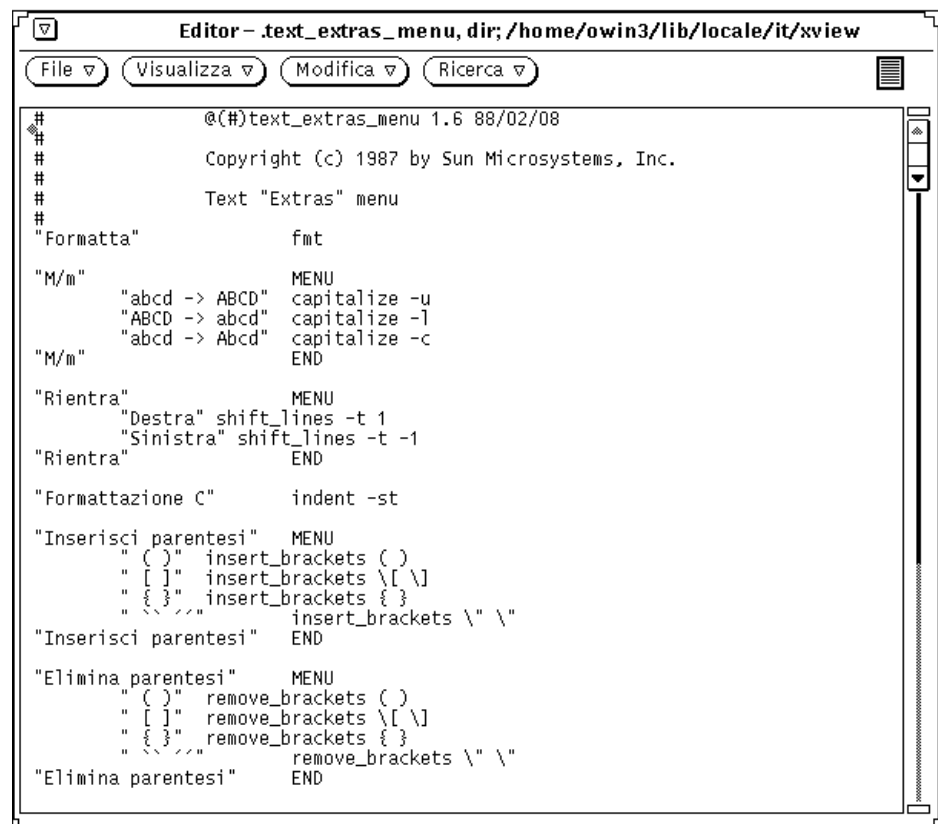 Editor – .text_extras_menu, dir; /home/owin3/lib/locale/it/xview
File Visualizza Modifica Ricerca
# @(#)text_extras_menu 1.6 88/02/08
#
# Copyright (c) 1987 by Sun Microsystems, Inc.
#
# Text "Extras" menu
#
"Formatta" fmt
"M/m" MENU
"abcd -> ABCD" capitalize -u
"ABCD -> abcd" capitalize -l
"abcd -> Abcd" capitalize -c
"M/m" END
"Rientra" MENU
"Destra" shift_lines -t 1
"Sinistra" shift_lines -t -1
"Rientra" END
"Formattazione C" indent -st
"Inserisci parentesi" MENU
" ( )" insert_brackets ( )
" [ ]" insert_brackets \[ \]
" { }" insert_brackets { }
" `` ´´" insert_brackets \" \"
"Inserisci parentesi" END
"Elimina parentesi" MENU
" ( )" remove_brackets ( )
" [ ]" remove_brackets \[ \]
" { }" remove_brackets { }
" `` ´´" remove_brackets \" \"
"Elimina parentesi" END